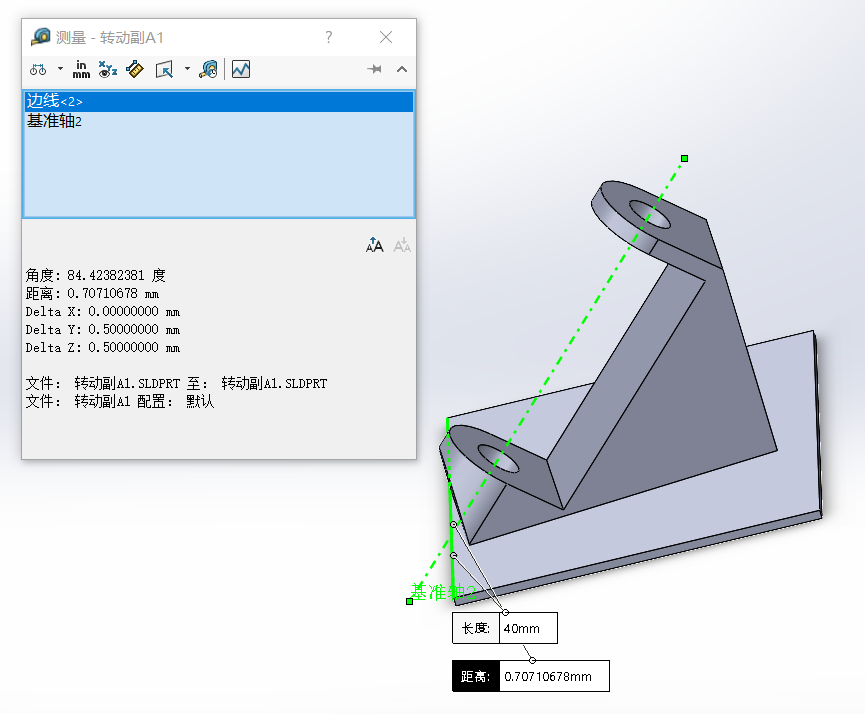 测量 - 转动副A1
?
in
mm
XYZ
边线<2>
基准轴2
AA AA
角度: 84.42382381 度
距离: 0.70710678 mm
Delta X: 0.00000000 mm
Delta Y: 0.50000000 mm
Delta Z: 0.50000000 mm
文件: 转动副A1.SLDPRT 至: 转动副A1.SLDPRT
文件: 转动副A1 配置: 默认
基准轴2
长度: 40mm
距离: 0.70710678mm